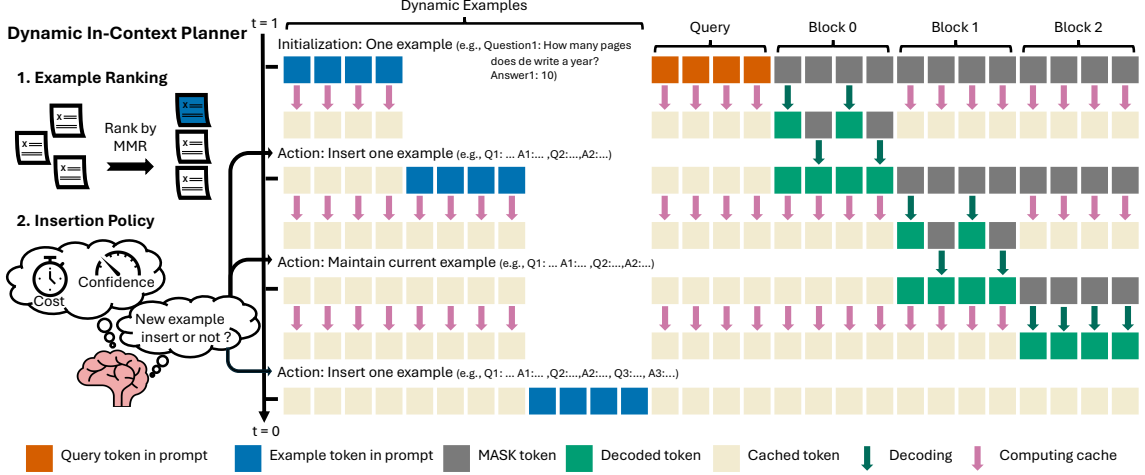 Dynamic In-Context Planner
1. Example Ranking
Rank by
MMR
2. Insertion Policy
Cost
Confidence
New example
insert or not ?
t = 1
Dynamic Examples
Initialization: One example (e.g., Question1: How many pages
does de write a year?
Answer1: 10)
Query
Block 0
Block 1
Block 2
Action: Insert one example (e.g., Q1: ... A1:... ,Q2:...,A2:...)
Action: Maintain current example (e.g., Q1: ... A1:... ,Q2:...,A2:...)
Action: Insert one example (e.g., Q1: ... A1:... ,Q2:...,A2:..., Q3:..., A3:...)
t = 0
Query token in prompt
Example token in prompt
MASK token
Decoded token
Cached token
Decoding
Computing cache